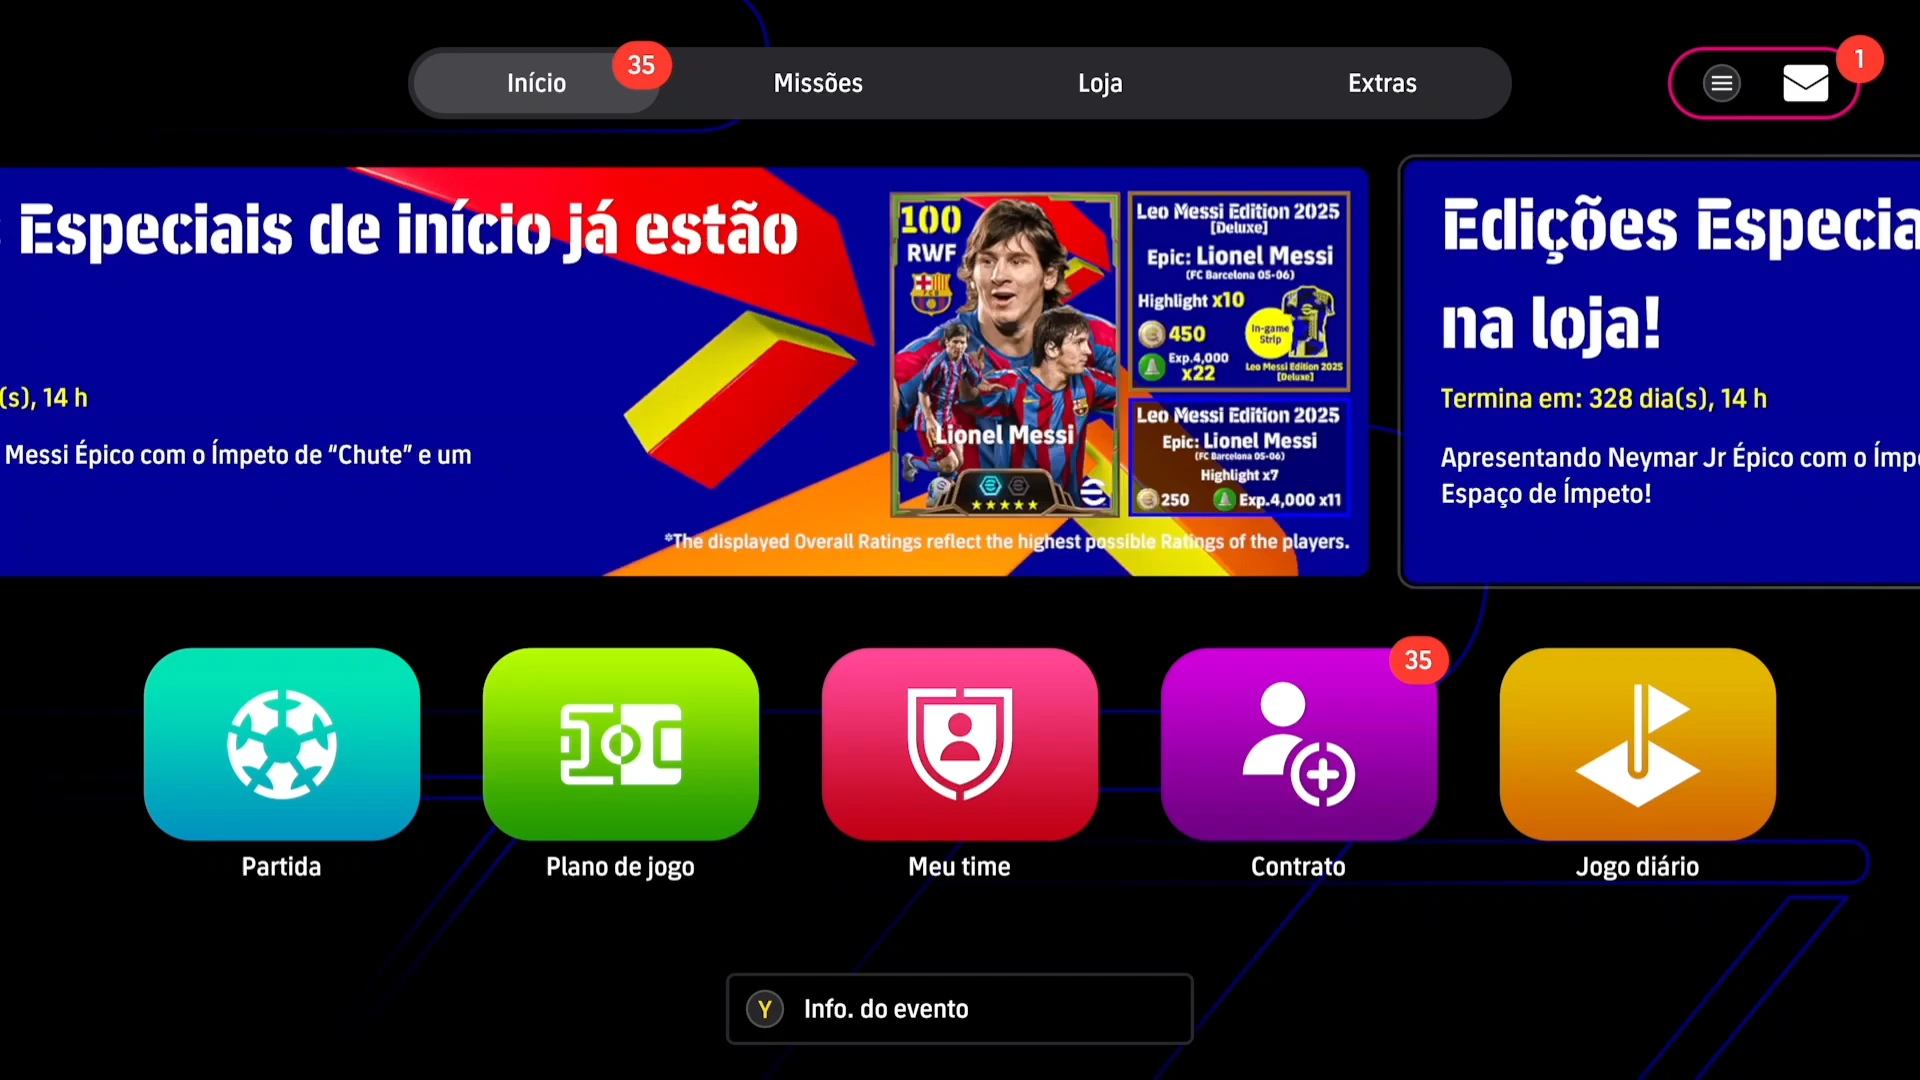 Início
35
Missões
Loja
Extras
1
Especiais de início já estão
(s), 14 h
Messi Épico com o Ímpeto de “Chute” e um
100
RWF
FCB
Lionel Messi
Leo Messi Edition 2025
[Deluxe]
Epic: Lionel Messi
(FC Barcelona 05-06)
Highlight x10
450
Exp.4,000
x22
In-game
Strip
Leo Messi Edition 2025
[Deluxe]
Leo Messi Edition 2025
Epic: Lionel Messi
(FC Barcelona 05-06)
Highlight x7
250
Exp.4,000 x11
*The displayed Overall Ratings reflect the highest possible Ratings of the players.
Edições Especia
na loja!
Termina em: 328 dia(s), 14 h
Apresentando Neymar Jr Épico com o Ímp
Espaço de Ímpeto!
35
Partida
Plano de jogo
Meu time
Contrato
Jogo diário
Y
Info. do evento